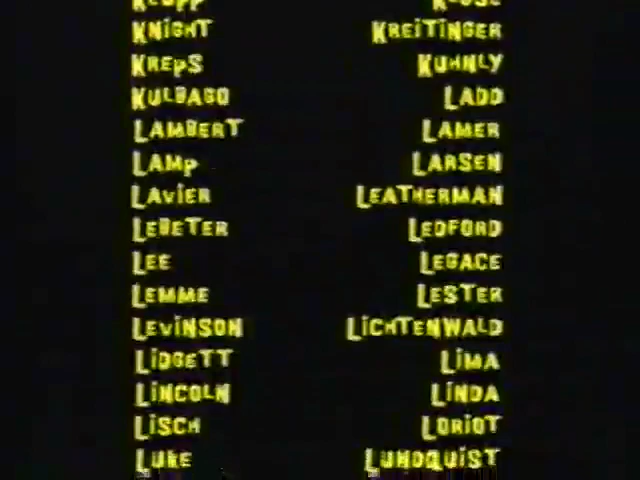 Knight Kreitinger
Kreps Kuhnly
Kulbago Ladd
Lambert Lamer
Lamp Larsen
Lavier Leatherman
Lebeter Ledford
Lee Legace
Lemme Lester
Levinson Lichtenwald
Lidgett Lima
Lincoln Linda
Lisch Loriot
Luke Lundquist